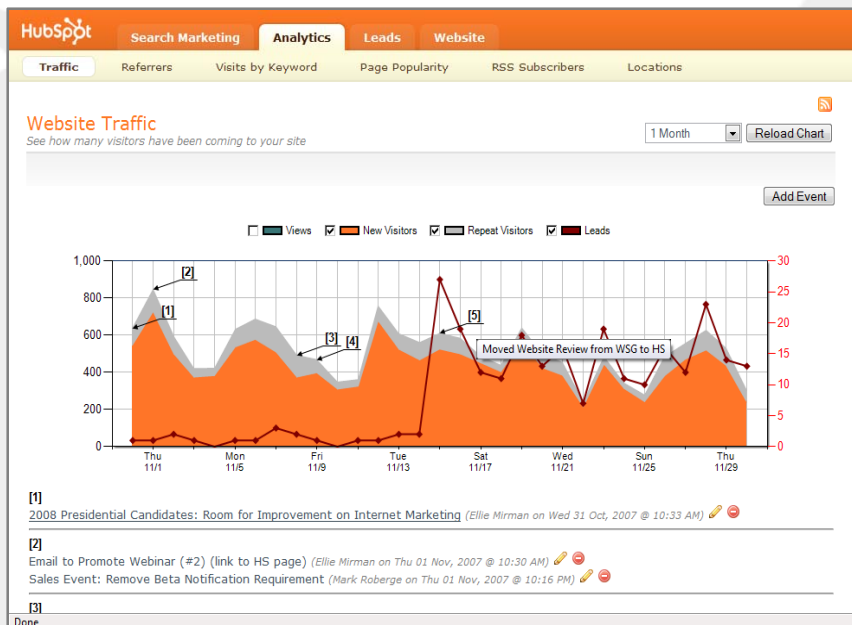 HubSpot
Search Marketing Analytics Leads Website
Traffic Referrers Visits by Keyword Page Popularity RSS Subscribers Locations
Website Traffic
See how many visitors have been coming to your site
1 Month Reload Chart
Add Event
Views New Visitors Repeat Visitors Leads
1,000 30
800 25
600 20
400 15
200 10
0 5
0
[1] [2] [3] [4] [5]
Moved Website Review from WSG to HS
Thu Mon Fri Tue Sat Wed Sun Thu
11/1 11/5 11/9 11/13 11/17 11/21 11/25 11/29
[1]
2008 Presidential Candidates: Room for Improvement on Internet Marketing (Ellie Mirman on Wed 31 Oct, 2007 @ 10:33 AM)
[2]
Email to Promote Webinar (#2) (link to HS page) (Ellie Mirman on Thu 01 Nov, 2007 @ 10:30 AM)
Sales Event: Remove Beta Notification Requirement (Mark Roberge on Thu 01 Nov, 2007 @ 10:16 PM)
[3]
Done